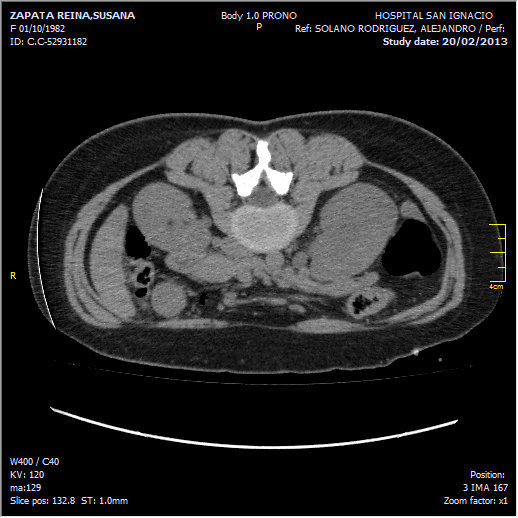 ZAPATA REINA,SUSANA
F 01/10/1982
ID: C.C-52931182
Body 1.0 PRONO
P
HOSPITAL SAN IGNACIO
Ref: SOLANO RODRIGUEZ, ALEJANDRO / Perf:
Study date: 20/02/2013
R
4cm
W400 / C40
KV: 120
ma:129
Slice pos: 132.8 ST: 1.0mm
Position:
3 IMA 167
Zoom factor: x1